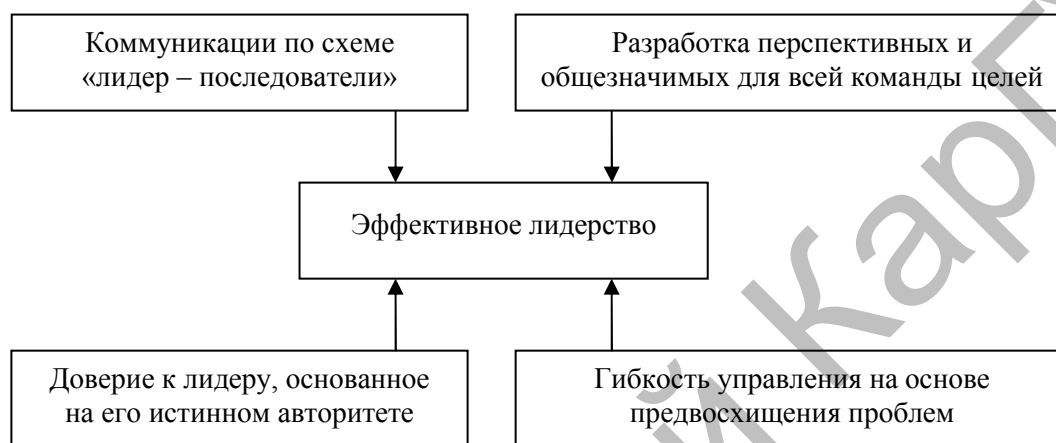 Коммуникации по схеме
«лидер – последователи»
Разработка перспективных и
общезначимых для всей команды целей
Эффективное лидерство
Доверие к лидеру, основанное
на его истинном авторитете
Гибкость управления на основе
предвосхищения проблем